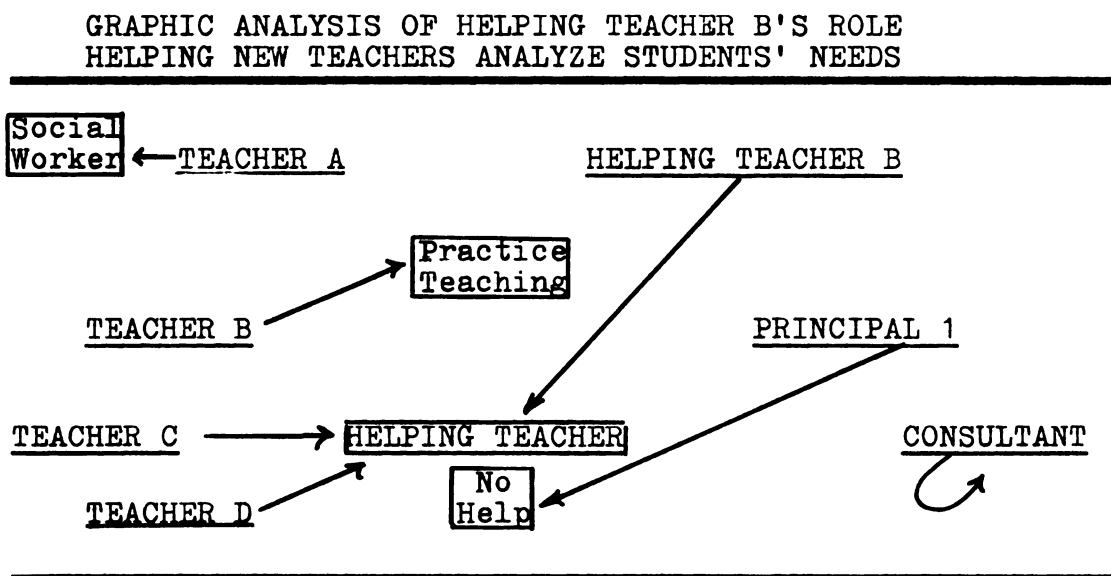 GRAPHIC ANALYSIS OF HELPING TEACHER B'S ROLE
HELPING NEW TEACHERS ANALYZE STUDENTS' NEEDS
Social
Worker
TEACHER A
HELPING TEACHER B
Practice
Teaching
TEACHER B
PRINCIPAL 1
TEACHER C
HELPING TEACHER
CONSULTANT
No
Help
TEACHER D